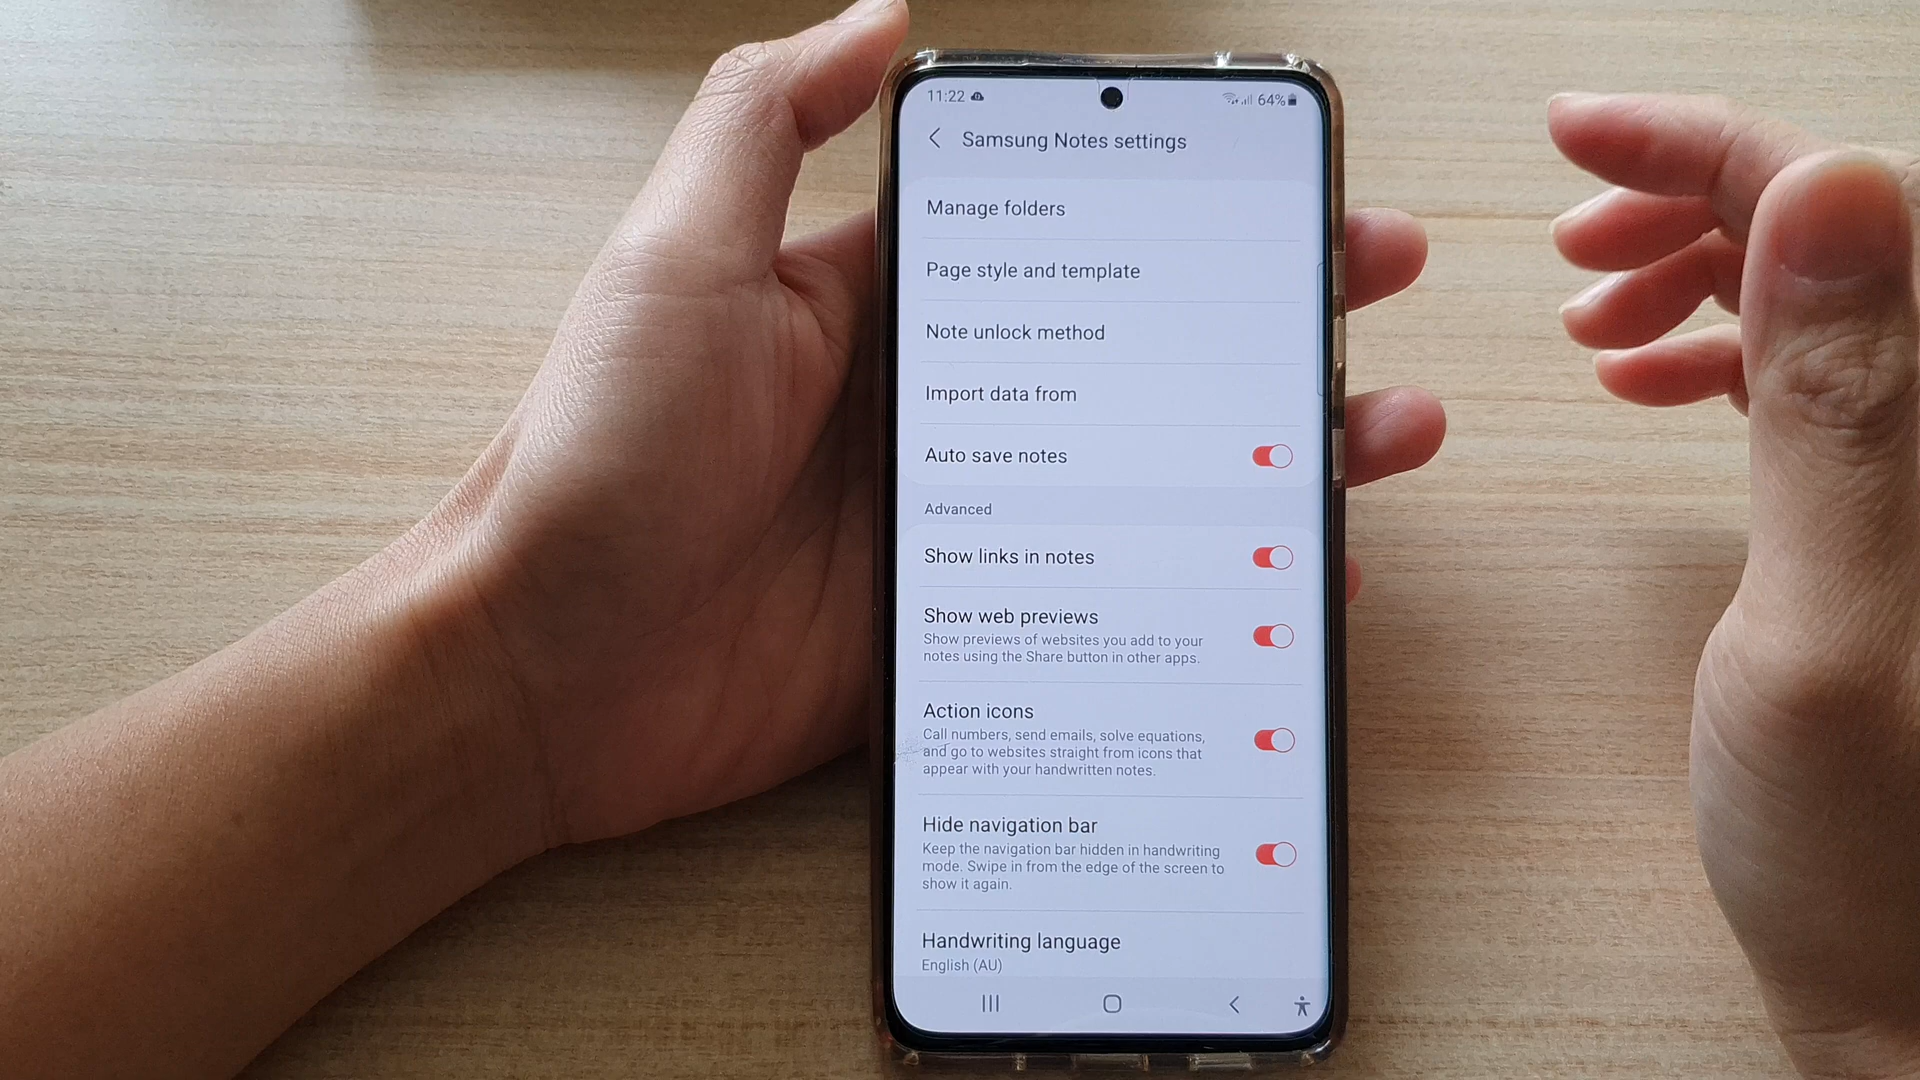 11:22
64%
Samsung Notes settings
Manage folders
Page style and template
Note unlock method
Import data from
Auto save notes
Advanced
Show links in notes
Show web previews
Show previews of websites you add to your
notes using the Share button in other apps.
Action icons
Call numbers, send emails, solve equations,
and go to websites straight from icons that
appear with your handwritten notes.
Hide navigation bar
Keep the navigation bar hidden in handwriting
mode. Swipe in from the edge of the screen to
show it again.
Handwriting language
English (AU)